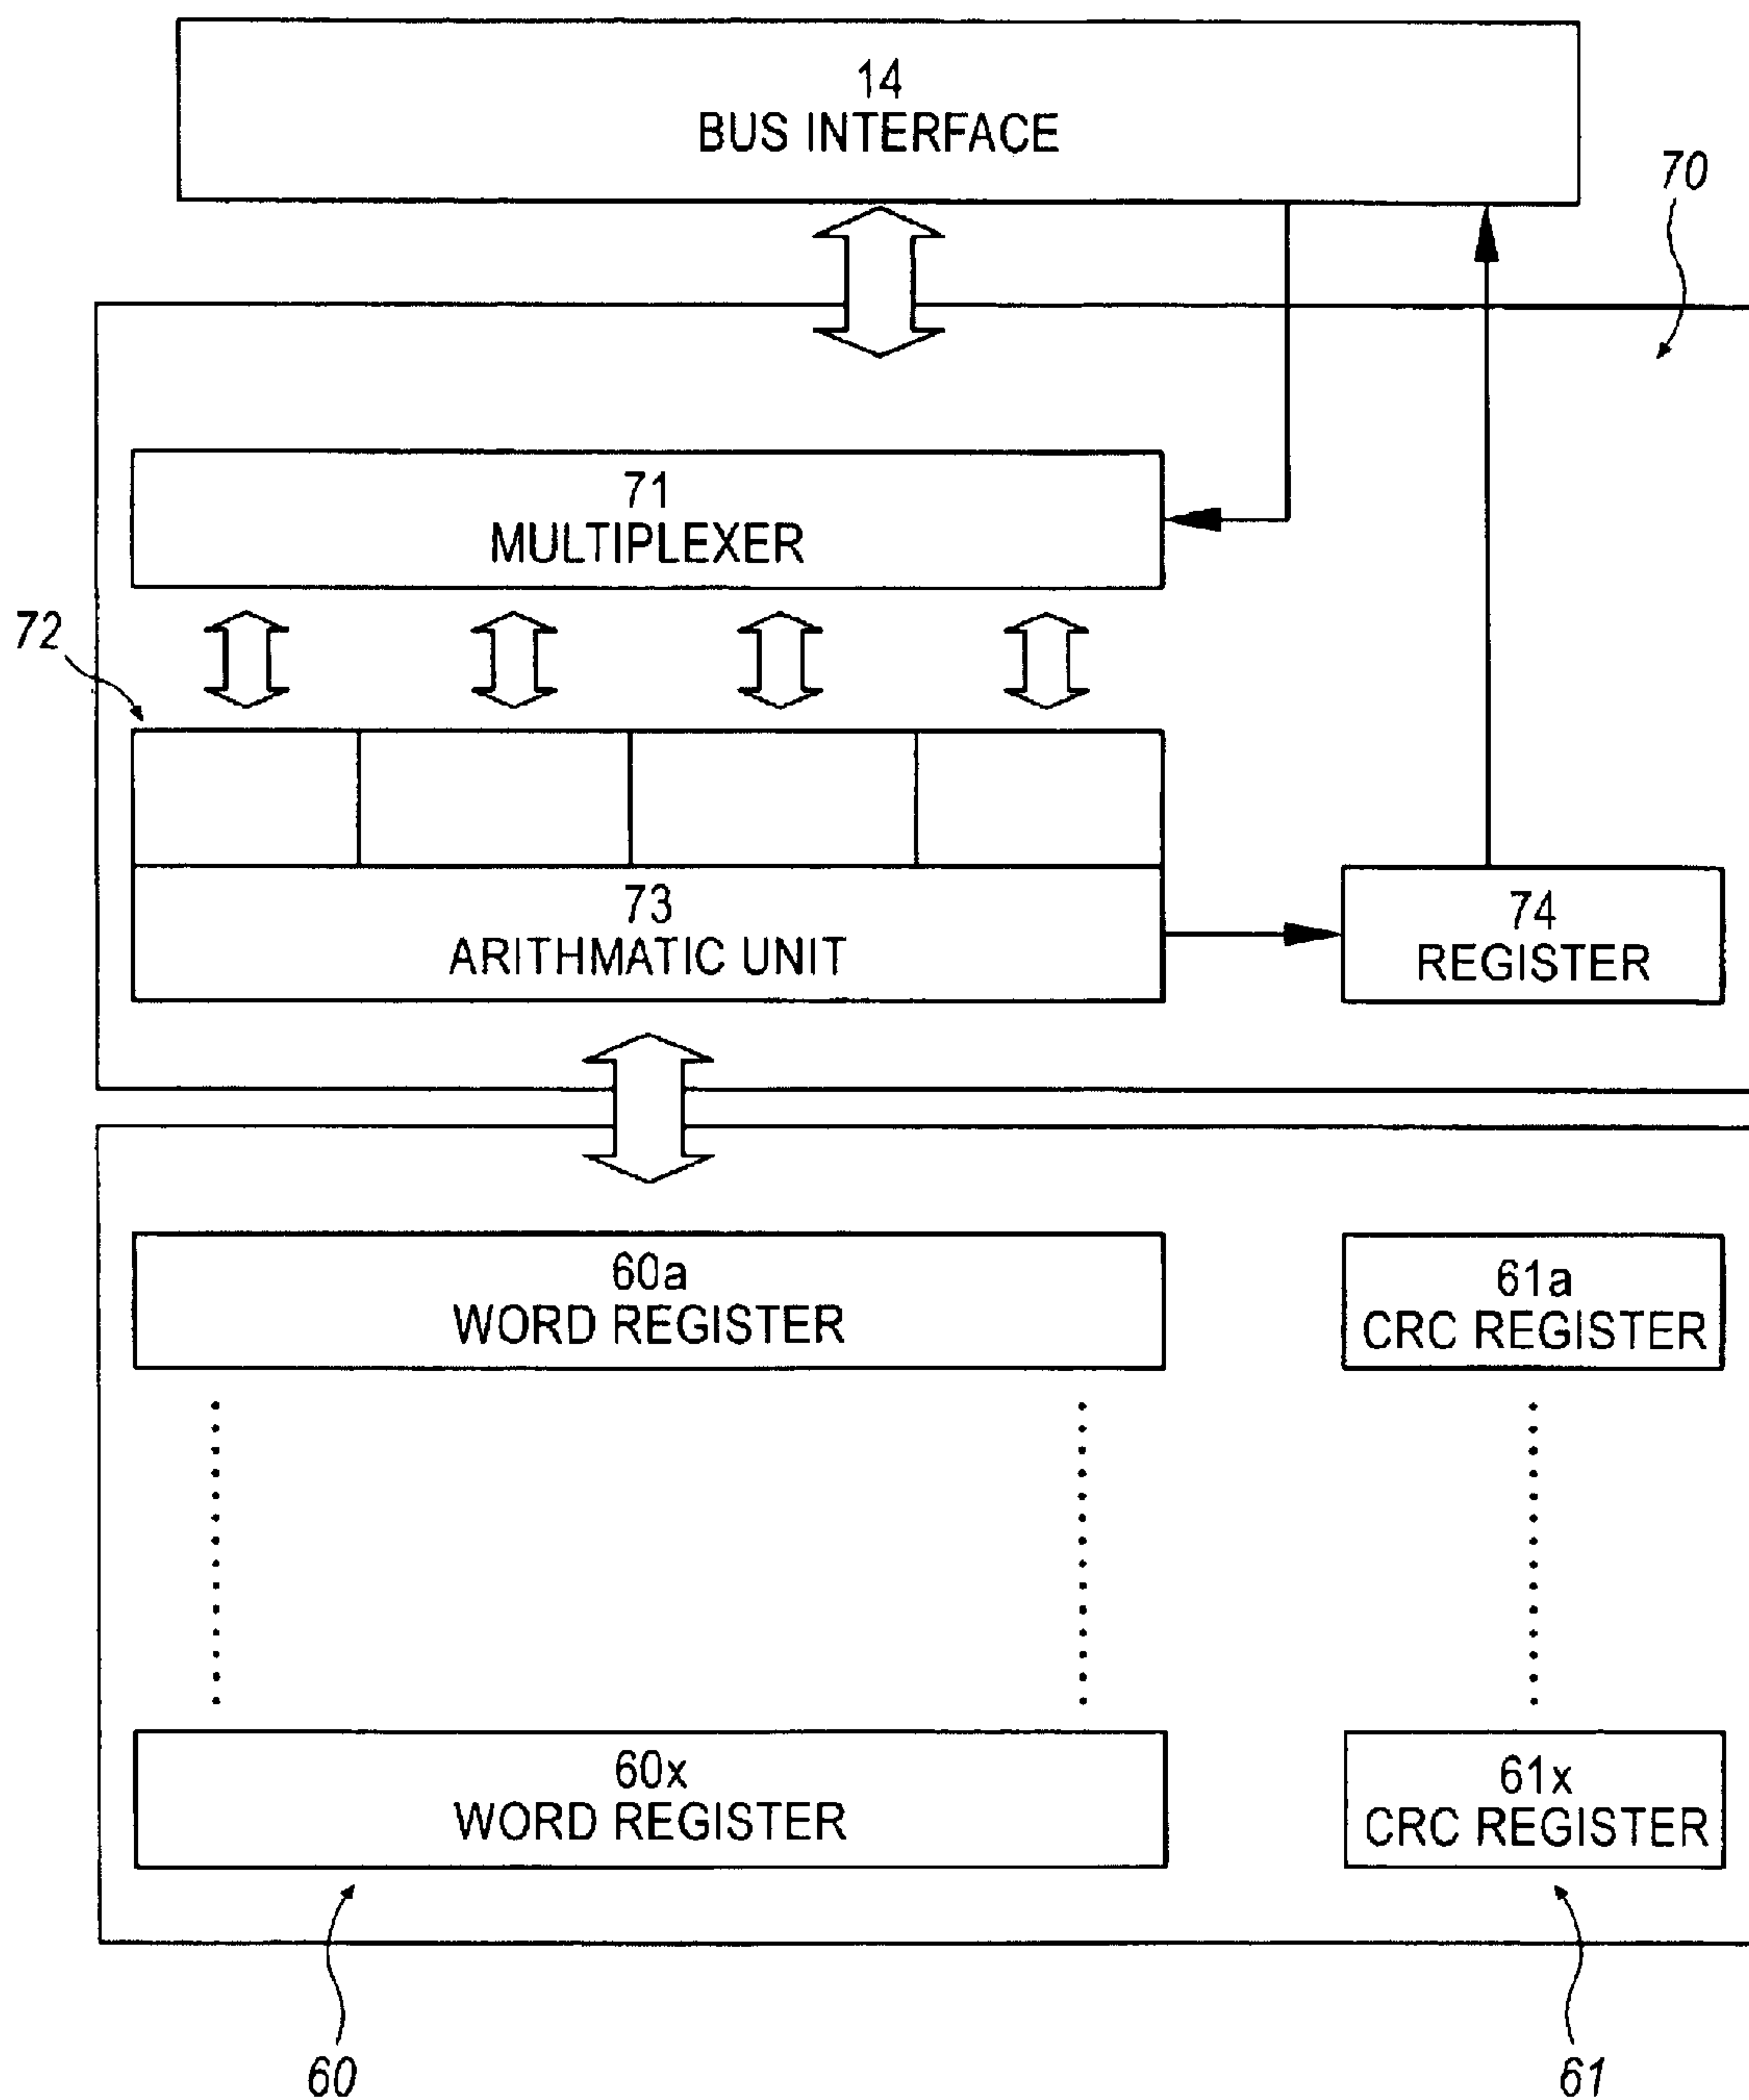 14
BUS INTERFACE
70
71
MULTIPLEXER
72
73
ARITHMATIC UNIT
74
REGISTER
60a
WORD REGISTER
61a
CRC REGISTER
60x
WORD REGISTER
61x
CRC REGISTER
60
61